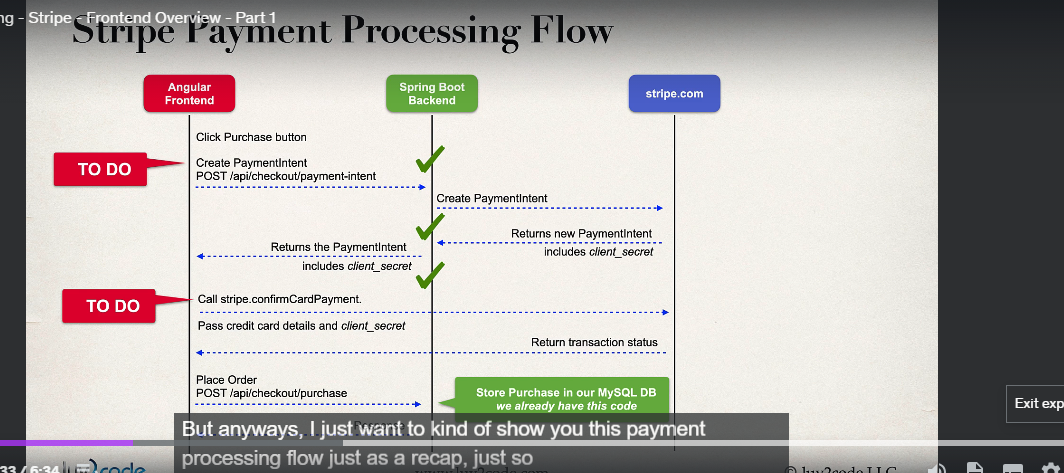 ng - Stripe - Frontend Overview - Part 1
Stripe Payment Processing Flow
Angular
Frontend
Spring Boot
Backend
stripe.com
Click Purchase button
TO DO
Create PaymentIntent
POST /api/checkout/payment-intent
Create PaymentIntent
Returns new PaymentIntent
includes client_secret
Returns the PaymentIntent
includes client_secret
TO DO
Call stripe.confirmCardPayment.
Pass credit card details and client_secret
Return transaction status
Place Order
POST /api/checkout/purchase
Store Purchase in our MySQL DB
we already have this code
Exit exp
But anyways, I just want to kind of show you this payment
processing flow just as a recap, just so
33 / 6:34